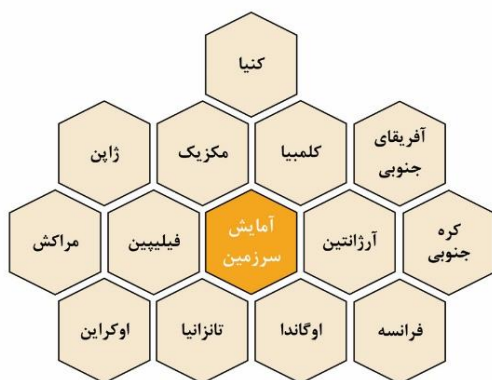 کنیا
آفریقای
جنوبی
کلمبیا
مکزیک
ژاپن
کره
جنوبی
آرژانتین
آمایش
سرزمین
فیلیپین
مراکش
فرانسه
اوگاندا
تانزانیا
اوکراین